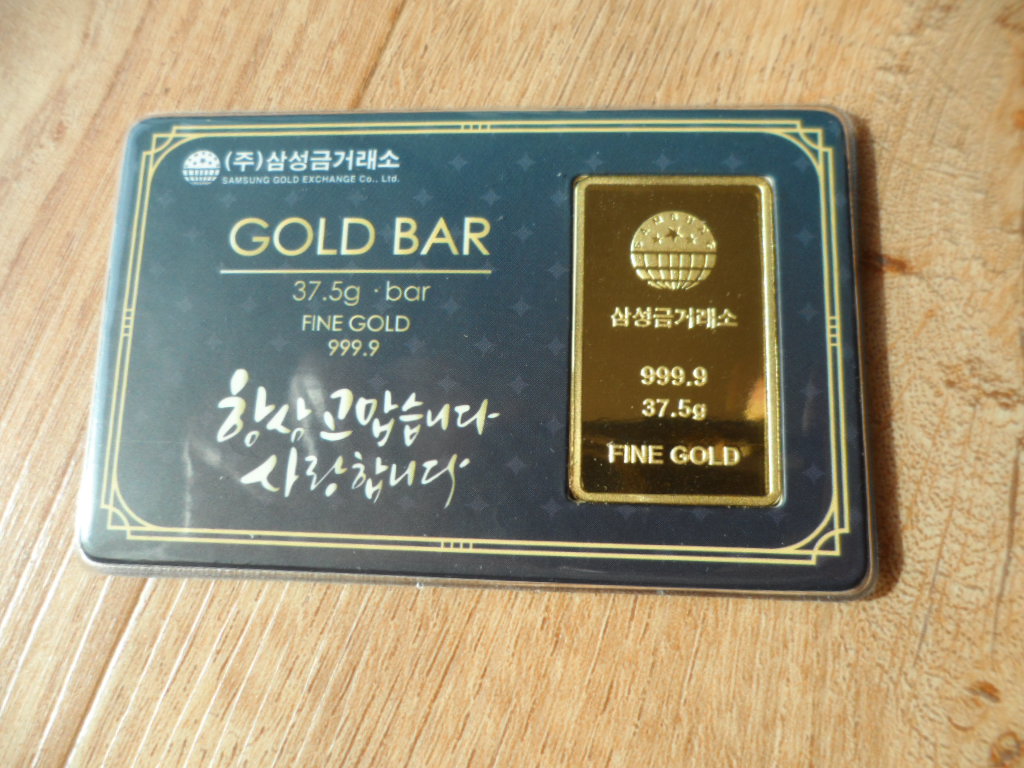 (주)삼성금거래소
SAMSUNG GOLD EXCHANGE Co., Ltd.
GOLD BAR
37.5g · bar
FINE GOLD
999.9
항상 고맙습니다
사랑합니다
삼성금거래소
999.9
37.5g
FINE GOLD